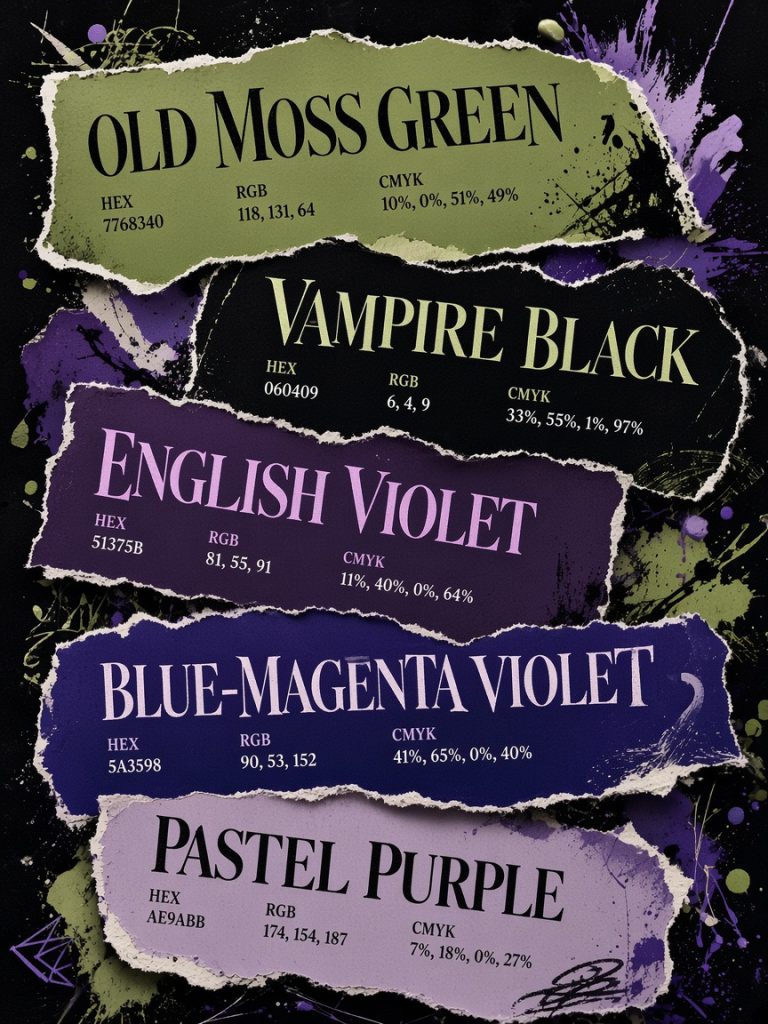 OLD MOSS GREEN
HEX RGB CMYK
7768340 118, 131, 64 10%, 0%, 51%, 49%
VAMPIRE BLACK
HEX RGB CMYK
060409 6, 4, 9 33%, 55%, 1%, 97%
ENGLISH VIOLET
HEX RGB CMYK
51375B 81, 55, 91 11%, 40%, 0%, 64%
BLUE-MAGENTA VIOLET
HEX RGB CMYK
5A3598 90, 53, 152 41%, 65%, 0%, 40%
PASTEL PURPLE
HEX RGB CMYK
AE9ABB 174, 154, 187 7%, 18%, 0%, 27%